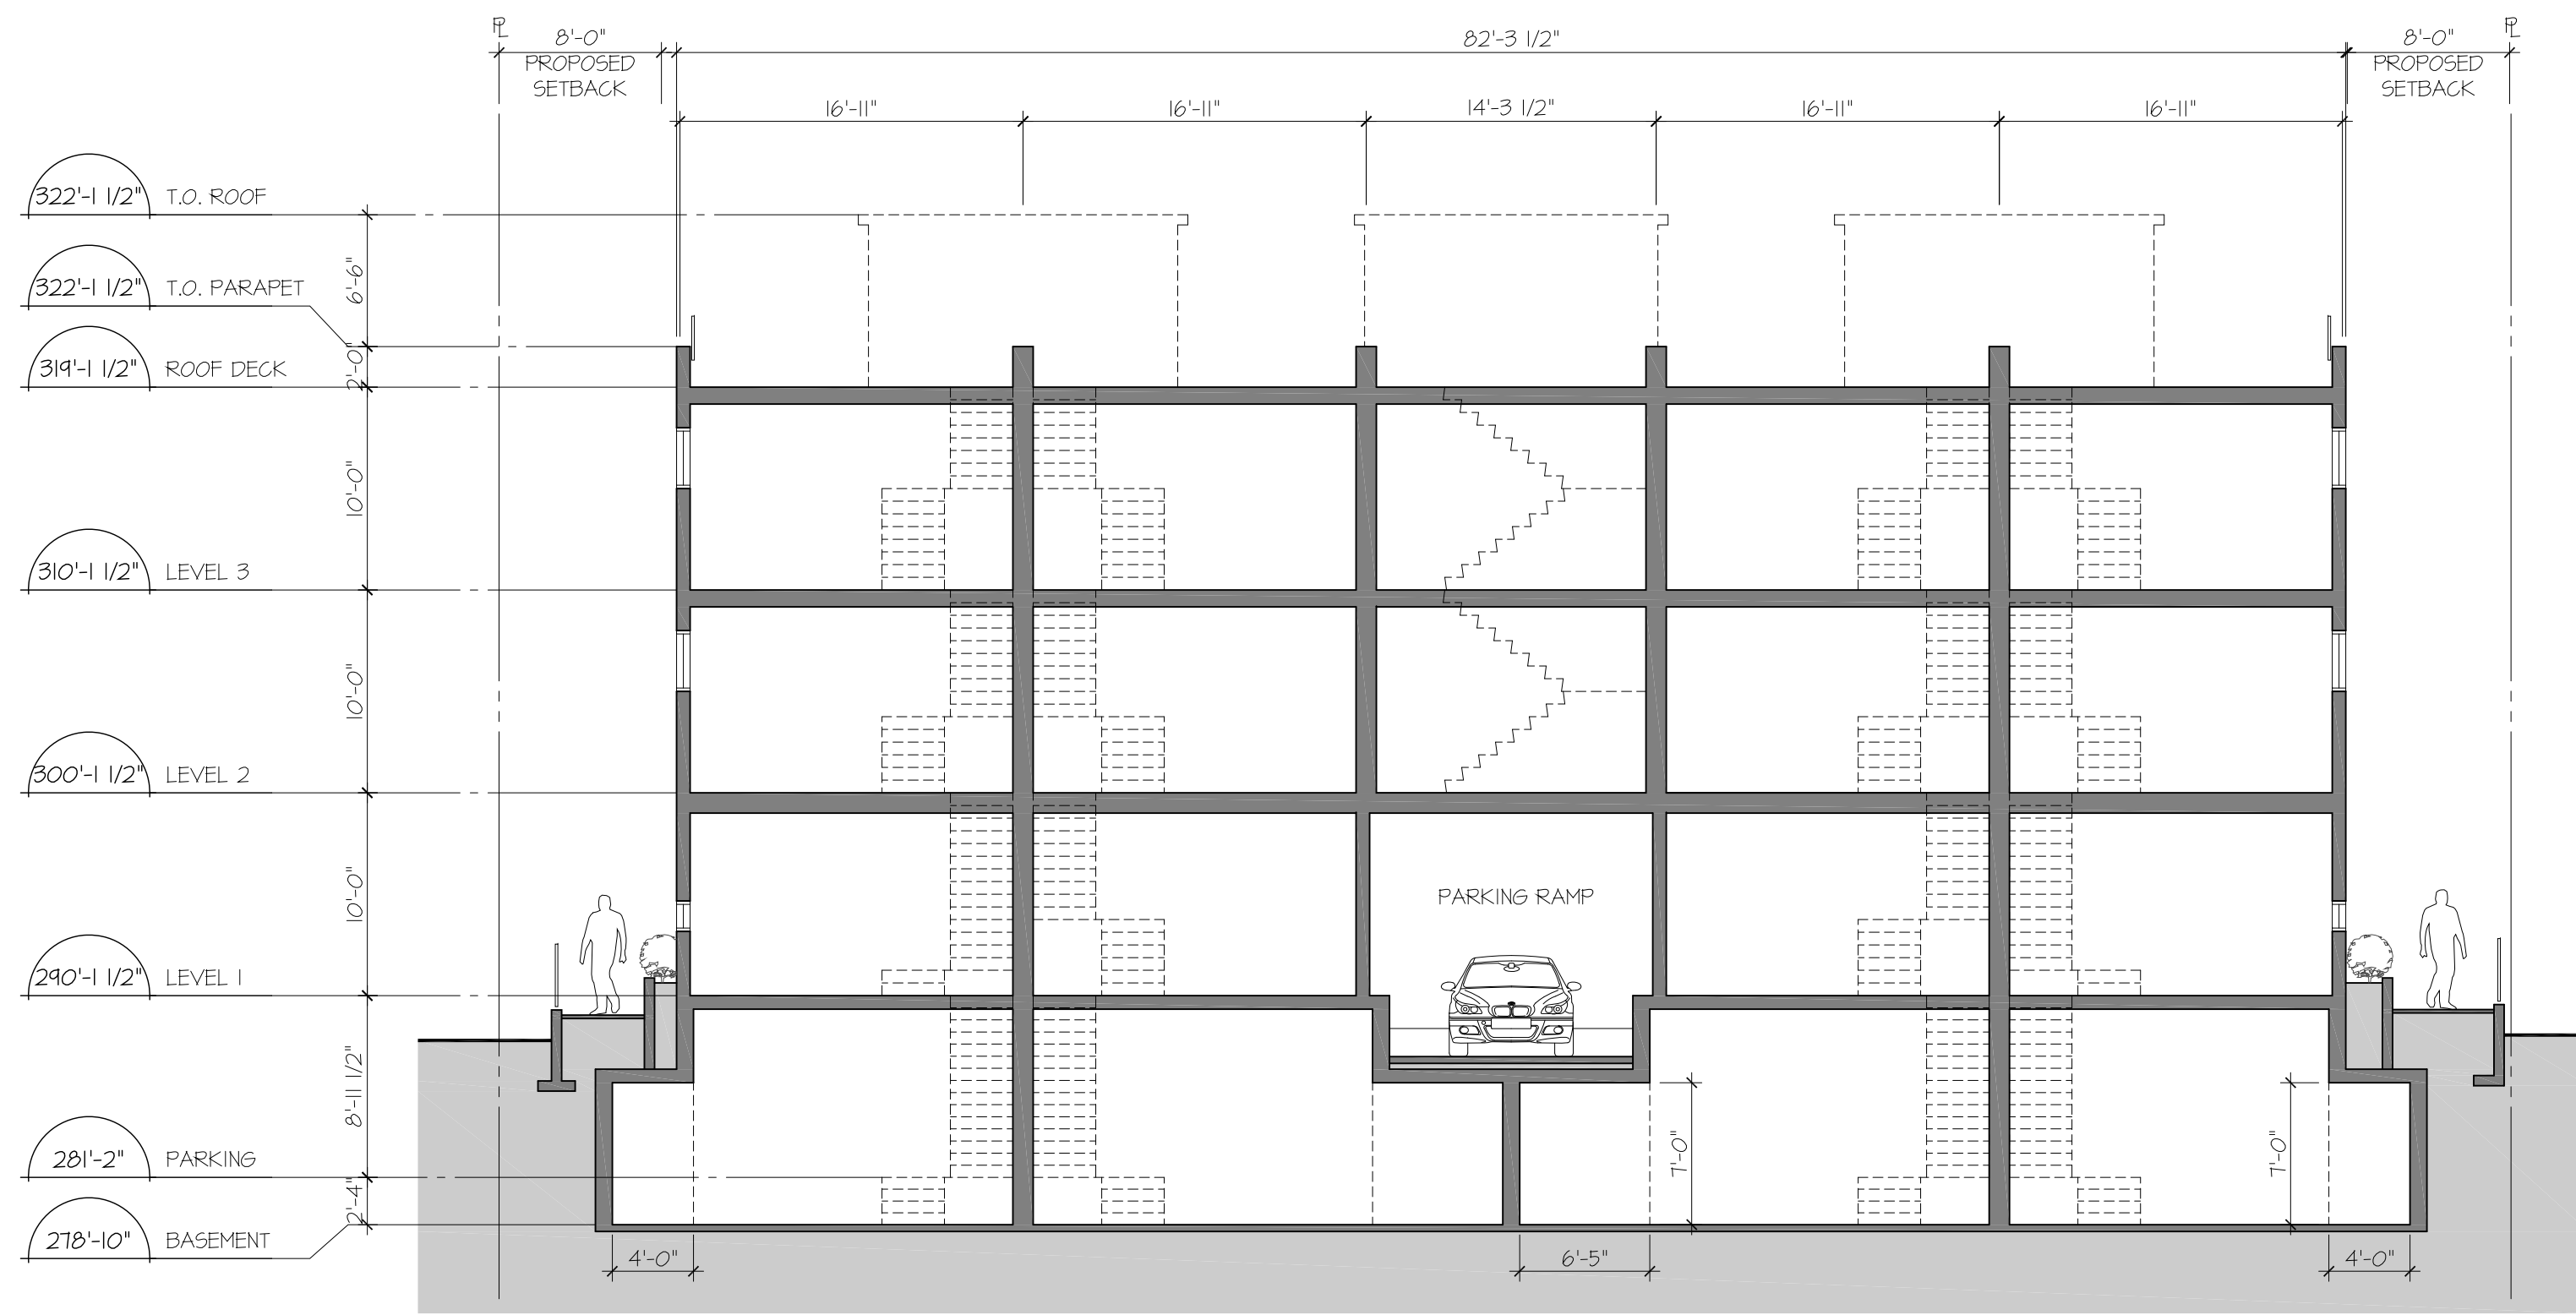 PL
8'-0"
PROPOSED
SETBACK
82'-3 1/2"
8'-0"
PROPOSED
SETBACK
PL
16'-11"
16'-11"
14'-3 1/2"
16'-11"
16'-11"
322'-1 1/2" T.O. ROOF
6'-6"
322'-1 1/2" T.O. PARAPET
2'-0"
319'-1 1/2" ROOF DECK
10'-0"
310'-1 1/2" LEVEL 3
10'-0"
300'-1 1/2" LEVEL 2
10'-0"
PARKING RAMP
290'-1 1/2" LEVEL 1
8'-11 1/2"
7'-0"
7'-0"
281'-2" PARKING
2'-4"
278'-10" BASEMENT
4'-0"
6'-5"
4'-0"